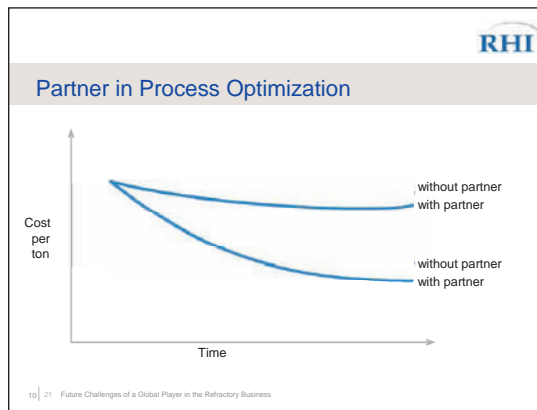 RHI
Partner in Process Optimization
without partner
with partner
Cost
per
ton
without partner
with partner
Time
10 21 Future Challenges of a Global Player in the Refractory Business